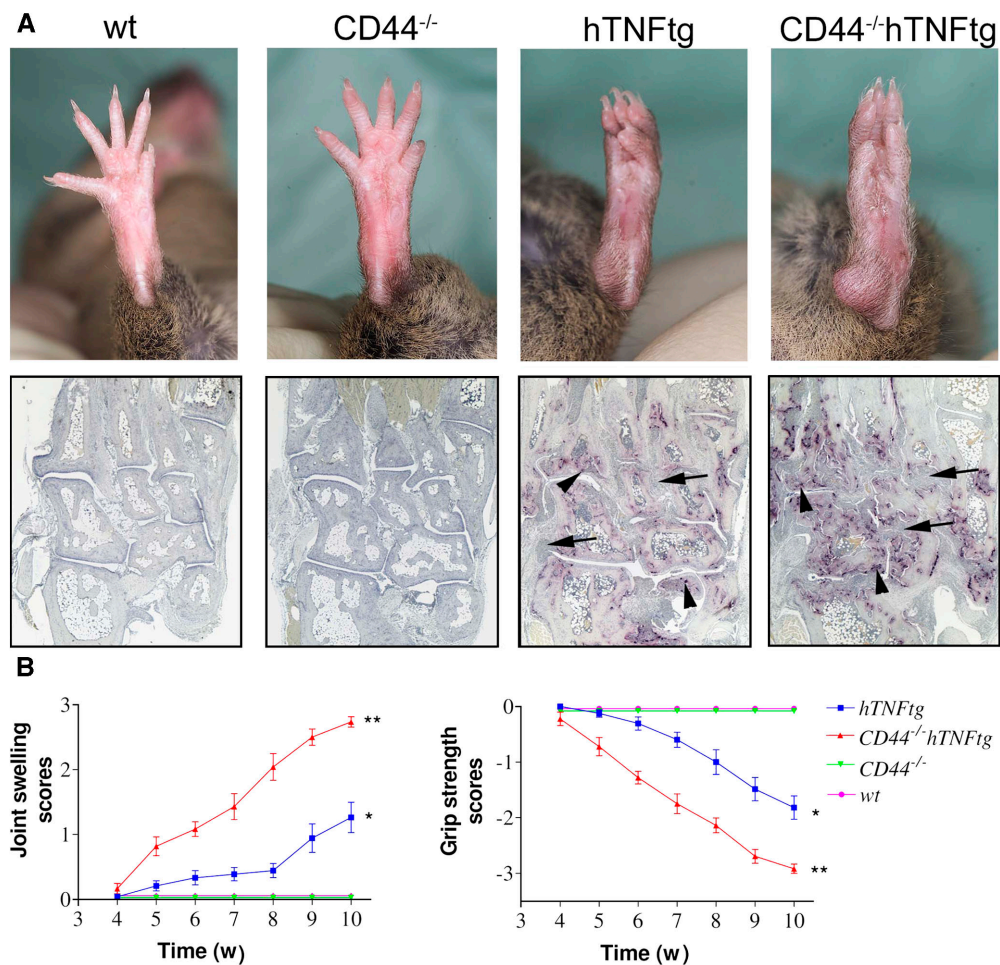 A
wt
CD44-/-
hTNFtg
CD44-/-hTNFtg
B
Joint swelling
scores
3
2
1
0
3 4 5 6 7 8 9 10
Time (w)
**
*
Grip strength
scores
0
-1
-2
-3
3 4 5 6 7 8 9 10
Time (w)
*
**
hTNFtg
CD44-/-hTNFtg
CD44-/-
wt